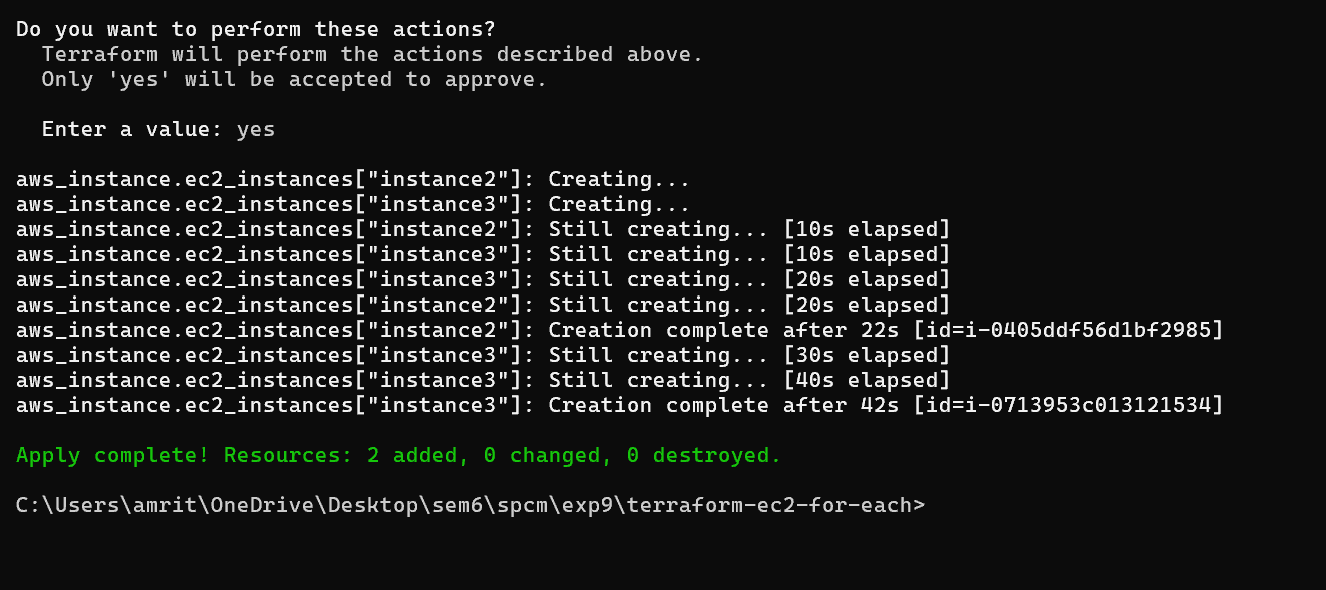 Do you want to perform these actions?
  Terraform will perform the actions described above.
  Only 'yes' will be accepted to approve.

  Enter a value: yes

aws_instance.ec2_instances["instance2"]: Creating...
aws_instance.ec2_instances["instance3"]: Creating...
aws_instance.ec2_instances["instance2"]: Still creating... [10s elapsed]
aws_instance.ec2_instances["instance3"]: Still creating... [10s elapsed]
aws_instance.ec2_instances["instance3"]: Still creating... [20s elapsed]
aws_instance.ec2_instances["instance2"]: Still creating... [20s elapsed]
aws_instance.ec2_instances["instance2"]: Creation complete after 22s [id=i-0405ddf56d1bf2985]
aws_instance.ec2_instances["instance3"]: Still creating... [30s elapsed]
aws_instance.ec2_instances["instance3"]: Still creating... [40s elapsed]
aws_instance.ec2_instances["instance3"]: Creation complete after 42s [id=i-0713953c013121534]

Apply complete! Resources: 2 added, 0 changed, 0 destroyed.

C:\Users\amrit\OneDrive\Desktop\sem6\spcm\exp9\terraform-ec2-for-each>